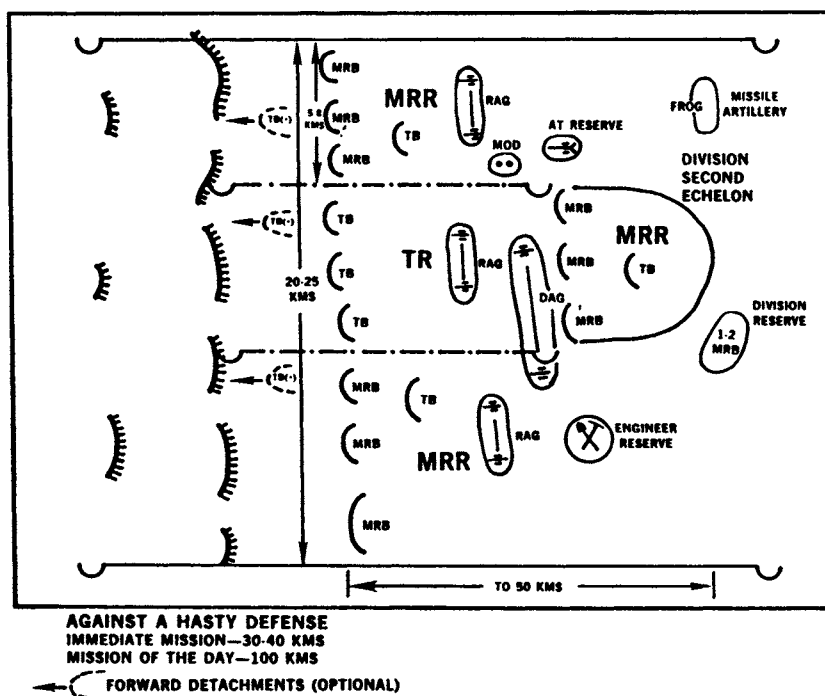 MRB
MRR
RAG
FROG
MISSILE
ARTILLERY
TB(-)
5-8
KMS
MRB
TB
AT RESERVE
MOD
MRB
DIVISION
SECOND
ECHELON
TB(-)
TB
MRB
MRR
TR
RAG
MRB
TB
20-25
KMS
TB
DAG
DIVISION
RESERVE
TB
MRB
1-2
MRB
TB(-)
MRB
TB
RAG
ENGINEER
RESERVE
MRB
MRR
MRB
TO 50 KMS
AGAINST A HASTY DEFENSE
IMMEDIATE MISSION—30-40 KMS
MISSION OF THE DAY—100 KMS
FORWARD DETACHMENTS (OPTIONAL)